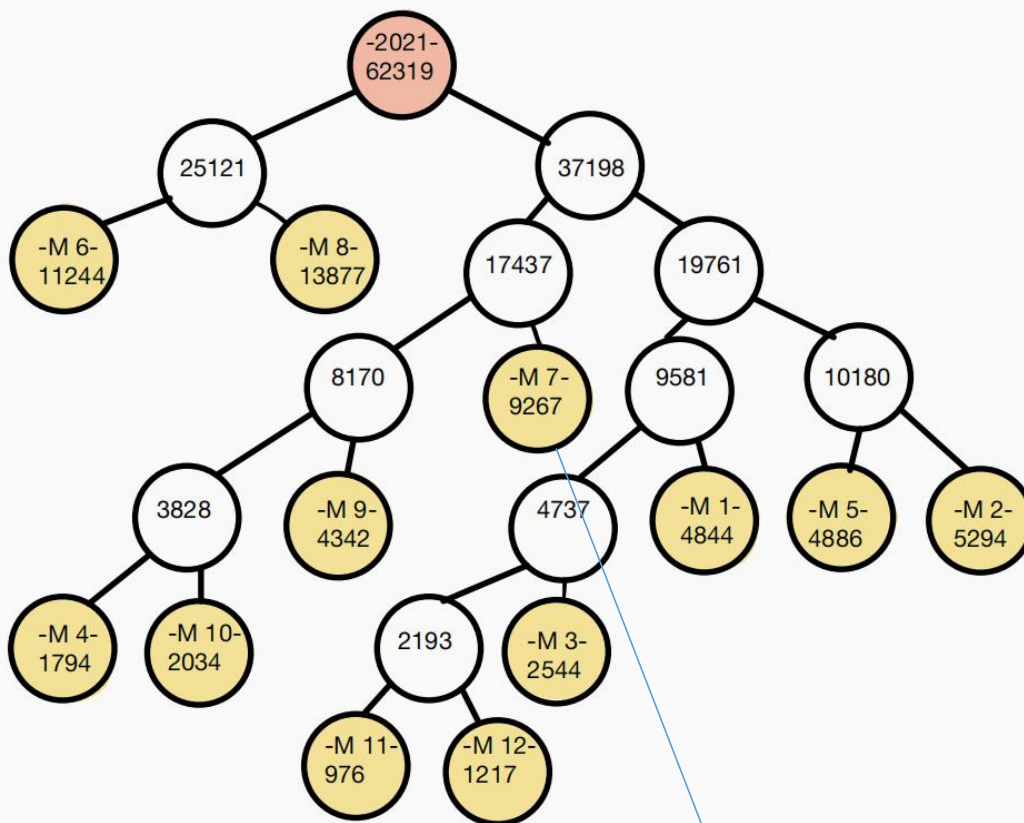 -2021-
62319
25121
37198
-M 6-
11244
-M 8-
13877
17437
19761
8170
-M 7-
9267
9581
10180
3828
-M 9-
4342
4737
-M 1-
4844
-M 5-
4886
-M 2-
5294
-M 4-
1794
-M 10-
2034
2193
-M 3-
2544
-M 11-
976
-M 12-
1217